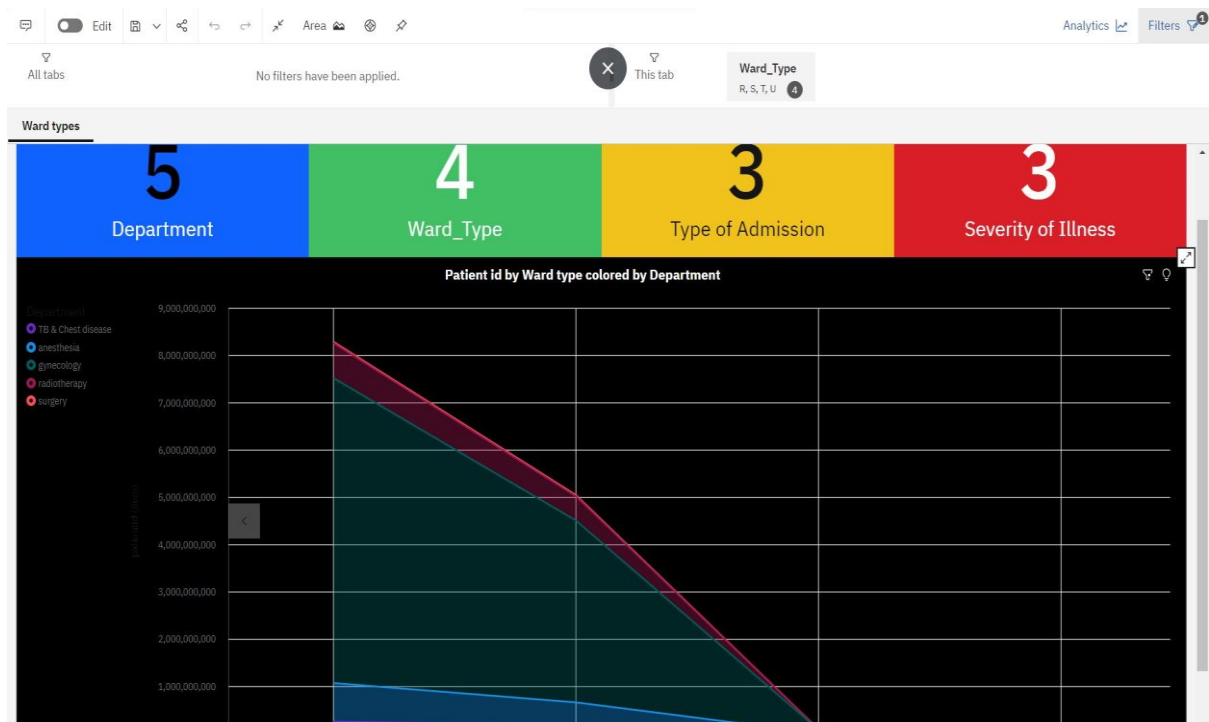 Edit
Area
Analytics
Filters
1
All tabs
No filters have been applied.
This tab
Ward_Type
R, S, T, U 4
Ward types
5
Department
4
Ward_Type
3
Type of Admission
3
Severity of Illness
Patient id by Ward type colored by Department
Department
TB & Chest disease
anesthesia
gynecology
radiotherapy
surgery
9,000,000,000
8,000,000,000
7,000,000,000
6,000,000,000
5,000,000,000
4,000,000,000
3,000,000,000
2,000,000,000
1,000,000,000